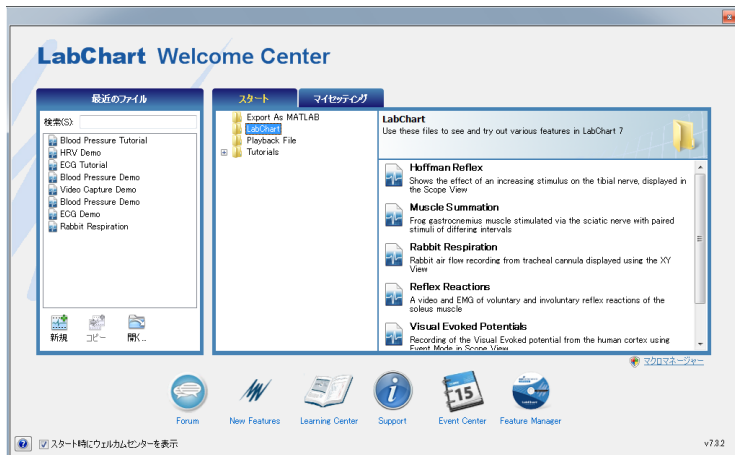 LabChart Welcome Center
最近のファイル
検索(S):
Blood Pressure Tutorial
HRV Demo
ECG Tutorial
Blood Pressure Demo
Video Capture Demo
Blood Pressure Demo
ECG Demo
Rabbit Respiration
新規
コピー
開く...
スタート
マイセッティング
Export As MATLAB
LabChart
Playback File
Tutorials
LabChart
Use these files to see and try out various features in LabChart 7
Hoffman Reflex
Shows the effect of an increasing stimulus on the tibial nerve, displayed in
the Scope View
Muscle Summation
Frog gastrocnemius muscle stimulated via the sciatic nerve with paired
stimuli of differing intervals
Rabbit Respiration
Rabbit air flow recording from tracheal cannula displayed using the XY
View
Reflex Reactions
A video and EMG of voluntary and involuntary reflex reactions of the
soleus muscle
Visual Evoked Potentials
Recording of the Visual Evoked potential from the human cortex using
Event Mode in Scope View
マクロマネージャー
15
Forum
New Features
Learning Center
Support
Event Center
Feature Manager
スタート時にウェルカムセンターを表示
v7.3.2